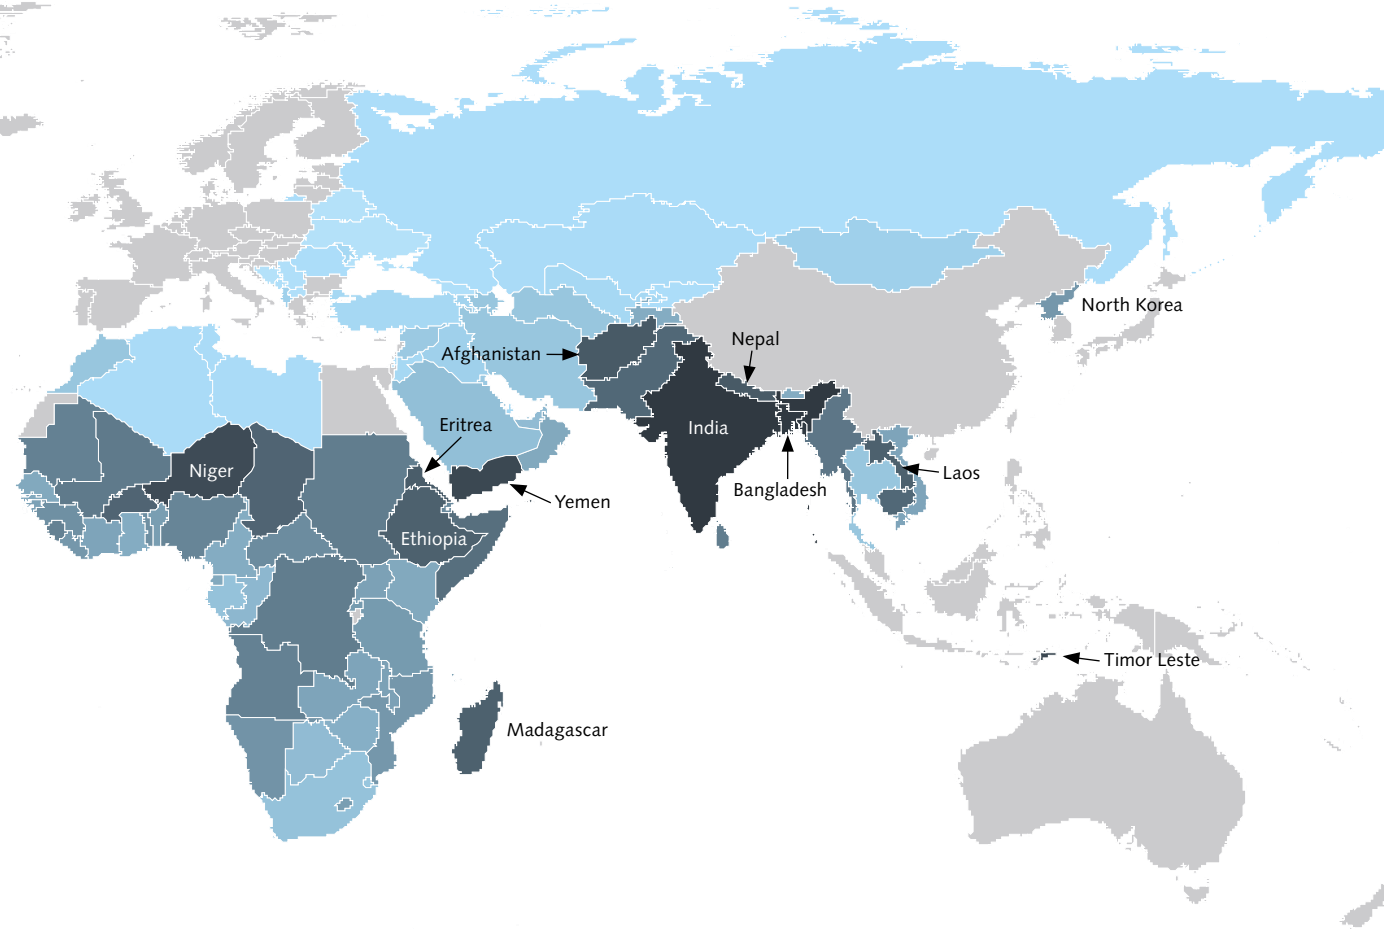 North Korea
Nepal
Afghanistan
Eritrea
India
Niger
Laos
Bangladesh
Yemen
Ethiopia
Timor Leste
Madagascar